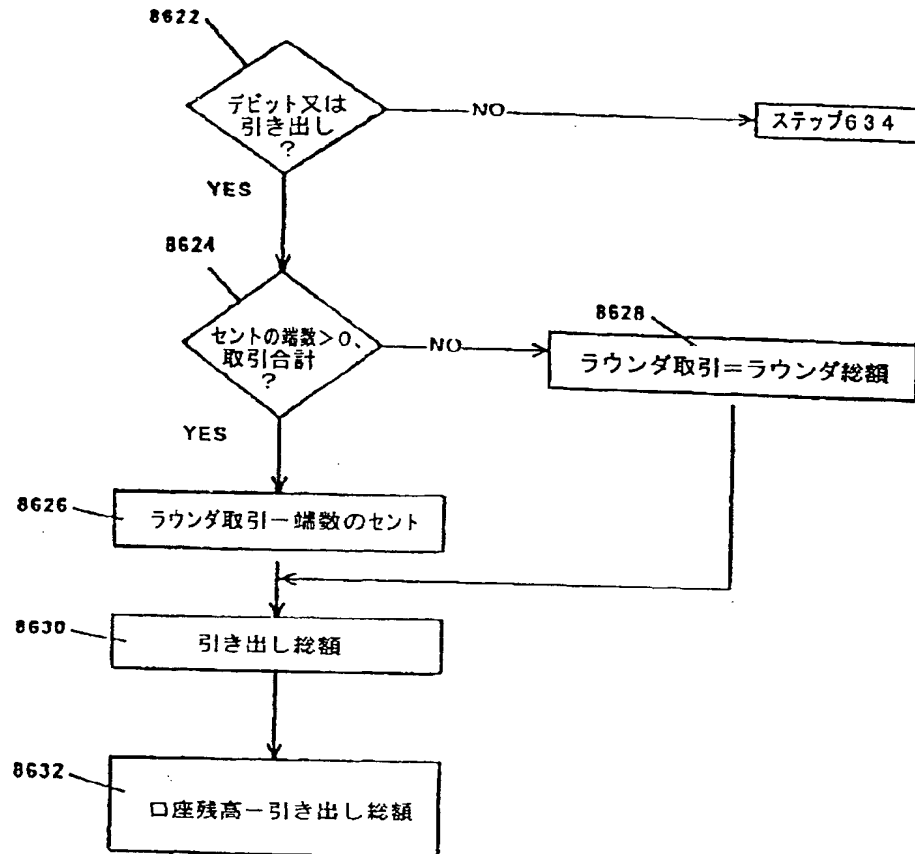 8622
デビット又は
引き出し
?
NO
ステップ634
YES
8624
セントの端数>0、
取引合計
?
NO
8628
ラウンダ取引=ラウンダ総額
YES
8626
ラウンダ取引ー端数のセント
8630
引き出し総額
8632
口座残高ー引き出し総額